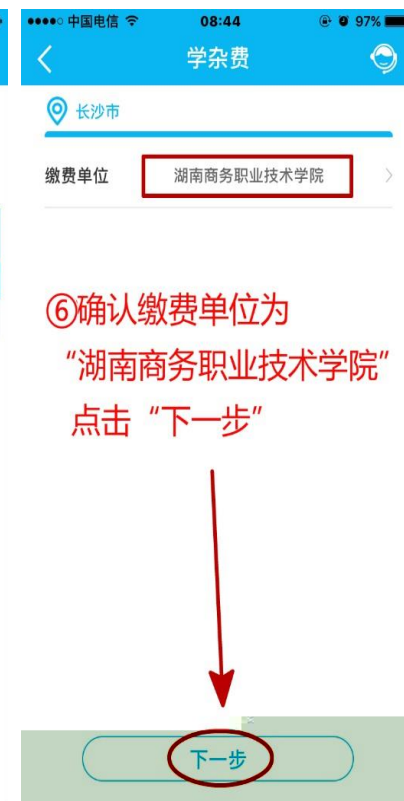 中国电信 08:44 97%
学杂费
长沙市
缴费单位 湖南商务职业技术学院
⑥确认缴费单位为
“湖南商务职业技术学院”
点击“下一步”
下一步